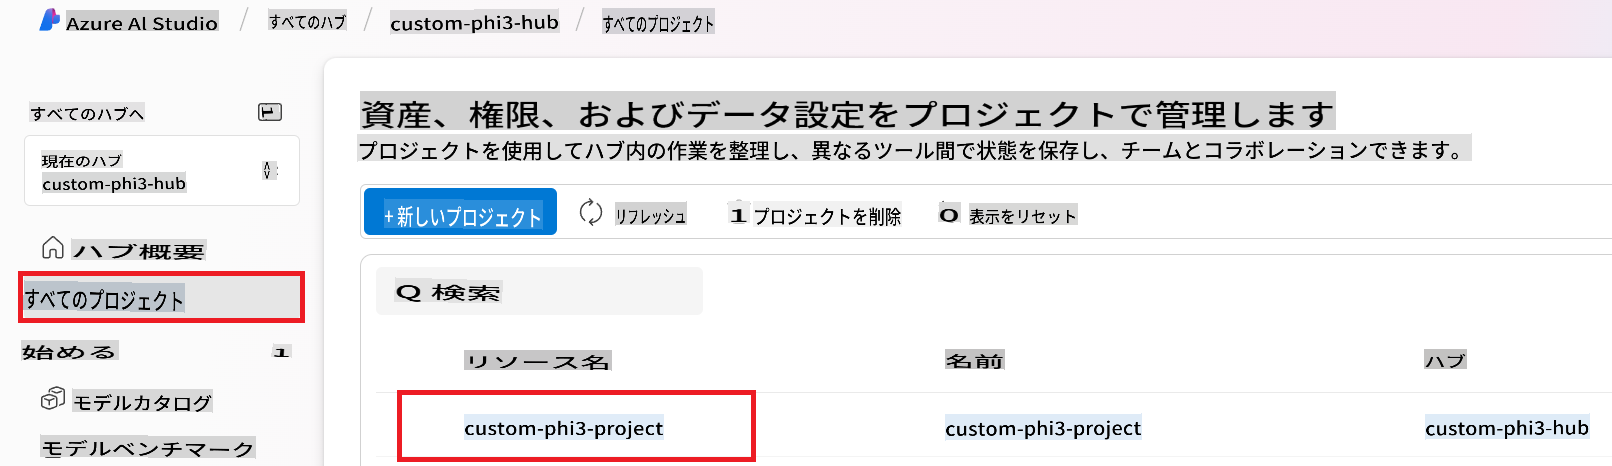 Azure AI Studio / すべてのハブ / custom-phi3-hub / すべてのプロジェクト
すべてのハブへ
現在のハブ
custom-phi3-hub
ハブ概要
すべてのプロジェクト
始める 1
モデルカタログ
モデルベンチマーク
資産、権限、およびデータ設定をプロジェクトで管理します
プロジェクトを使用してハブ内の作業を整理し、異なるツール間で状態を保存し、チームとコラボレーションできます。
+新しいプロジェクト リフレッシュ 1 プロジェクトを削除 O 表示をリセット
Q 検索
リソース名 名前 ハブ
custom-phi3-project custom-phi3-project custom-phi3-hub